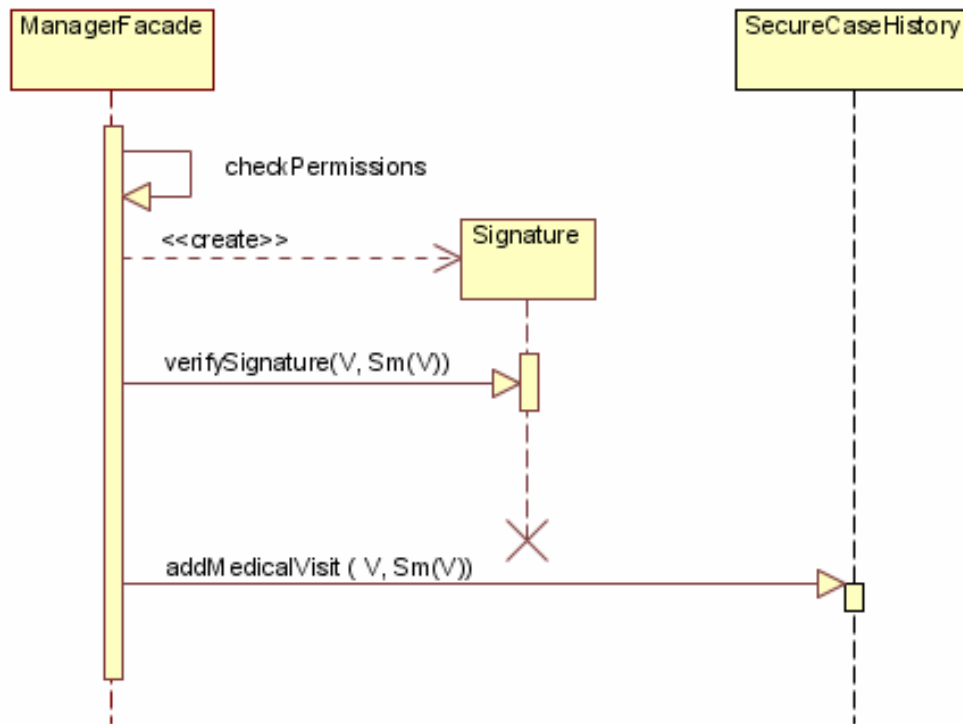 ManagerFacade
SecureCaseHistory
checkPermissions
<<create>>
Signature
verifySignature(V, Sm(V))
addMedicalVisit ( V, Sm(V))